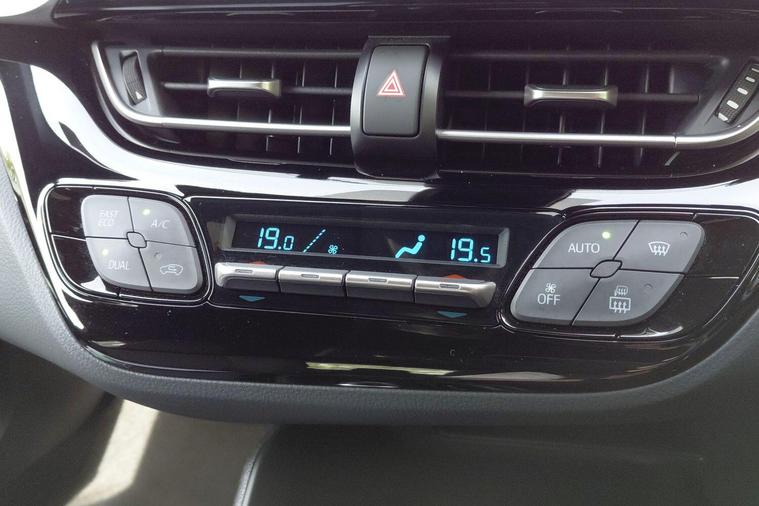 FAST
ECO
A/C
DUAL
19.0
19.5
AUTO
OFF